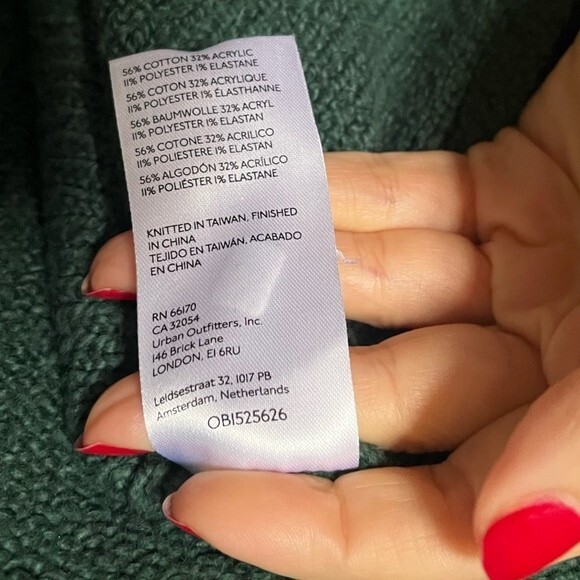 56% COTTON 32% ACRYLIC
11% POLYESTER 1% ELASTANE
56% COTON 32% ACRYLIQUE
11% POLYESTER 1% ÉLASTHANNE
56% BAUMWOLLE 32% ACRYL
11% POLYESTER 1% ELASTAN
56% COTONE 32% ACRILICO
11% POLIESTERE 1% ELASTAN
56% ALGODÓN 32% ACRÍLICO
11% POLIÉSTER 1% ELASTANE
KNITTED IN TAIWAN, FINISHED
IN CHINA
TEJIDO EN TAIWÁN, ACABADO
EN CHINA
RN 66170
CA 32054
Urban Outfitters, Inc.
146 Brick Lane
LONDON, E1 6RU
Leidsestraat 32, 1017 PB
Amsterdam, Netherlands
OB1525626